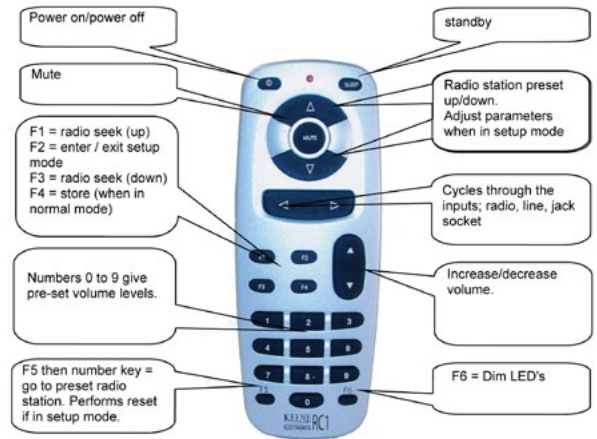 Power on/power off
standby
Mute
Radio station preset
up/down.
Adjust parameters
when in setup mode
F1 = radio seek (up)
F2 = enter / exit setup
mode
F3 = radio seek (down)
F4 = store (when in
normal mode)
Cycles through the
inputs; radio, line, jack
socket
Numbers 0 to 9 give
pre-set volume levels.
Increase/decrease
volume.
F5 then number key =
go to preset radio
station. Performs reset
if in setup mode.
F6 = Dim LED's
SLEEP
MUTE
F1 F2
F3 F4
1 2 3
4 5 6
7 8 9
F5 F6
0
KEENE
ELECTRONICS RC1